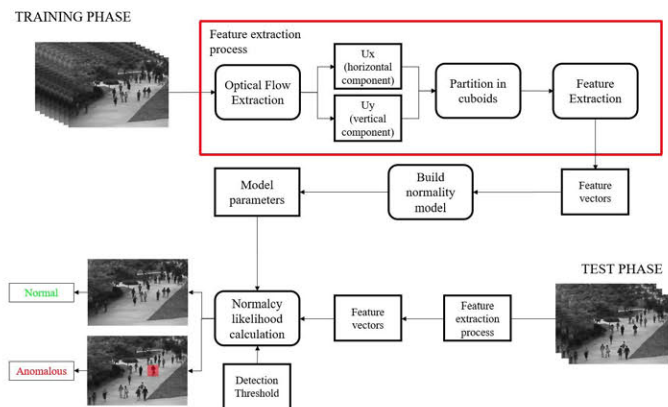 TRAINING PHASE
Feature extraction
process
Optical Flow
Extraction
Ux
(horizontal
component)
Uy
(vertical
component)
Partition in
cuboids
Feature
Extraction
Model
parameters
Build
normality
model
Feature
vectors
TEST PHASE
Normal
Anomalous
Normalcy
likelihood
calculation
Feature
vectors
Feature
extraction
process
Detection
Threshold